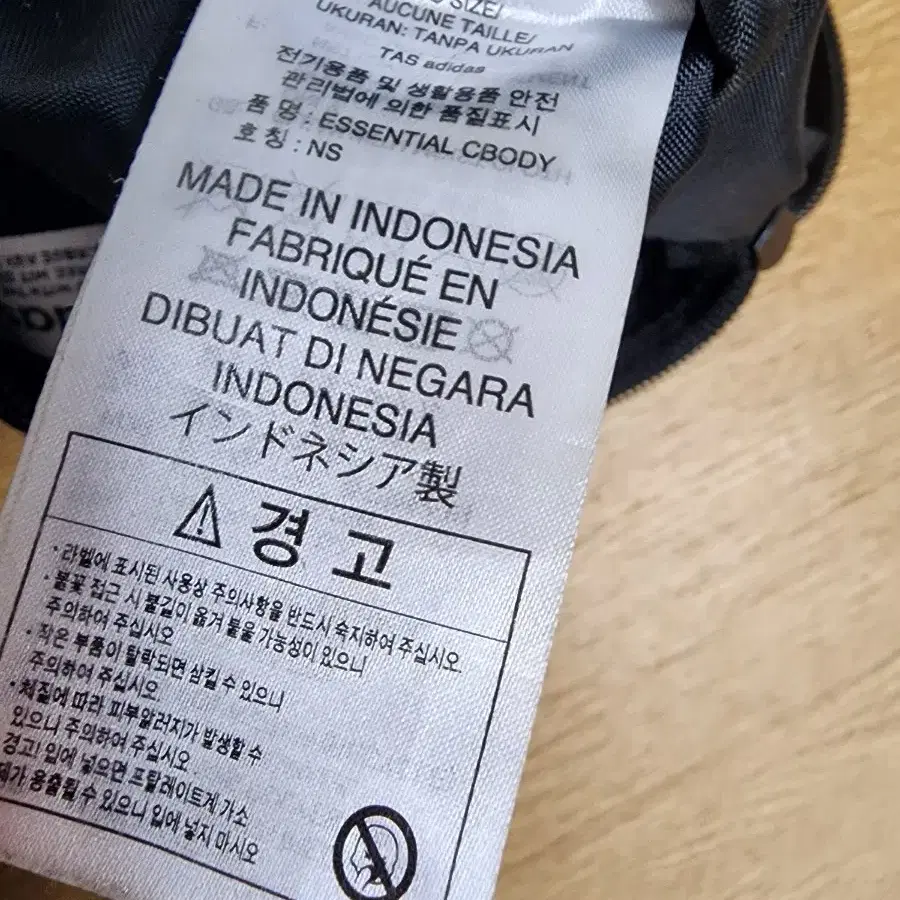 SIZE/
AUCUNE TAILLE/
UKURAN: TANPA UKURAN
TAS adidas
전기용품 및 생활용품 안전
관리법에 의한 품질표시
품 명 : ESSENTIAL CBODY
호 칭 : NS
MADE IN INDONESIA
FABRIQUÉ EN
INDONÉSIE
DIBUAT DI NEGARA
INDONESIA
インドネシア製
경 고
• 라벨에 표시된 사용상 주의사항을 반드시 숙지하여 주십시오.
• 불꽃 접근 시 불길이 옮겨 붙을 가능성이 있으니
주의하여 주십시오
• 작은 부품이 탈락되면 삼킬 수 있으니
주의하여 주십시오
• 체질에 따라 피부알러지가 발생할 수
있으니 주의하여 주십시오.
경고! 입에 넣으면 프탈레이트계 가소
제가 용출될 수 있으니 입에 넣지 마시오